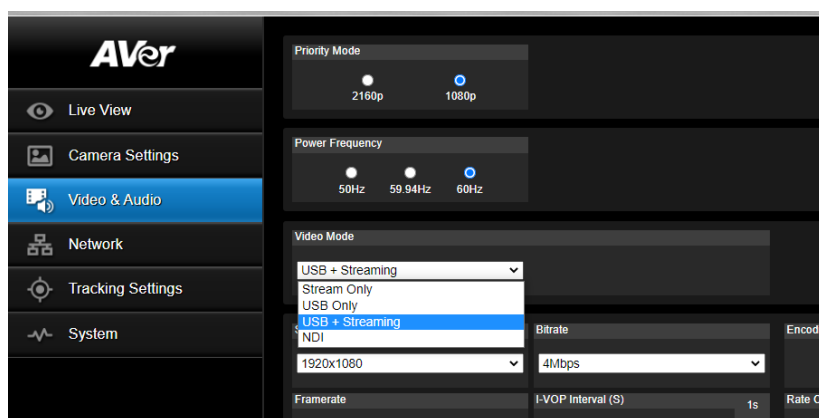 AVer
Live View
Camera Settings
Video & Audio
Network
Tracking Settings
System
Priority Mode
2160p 1080p
Power Frequency
50Hz 59.94Hz 60Hz
Video Mode
USB + Streaming
Stream Only
USB Only
USB + Streaming
NDI
Bitrate
1920x1080
4Mbps
Framerate
I-VOP Interval (S) 1s